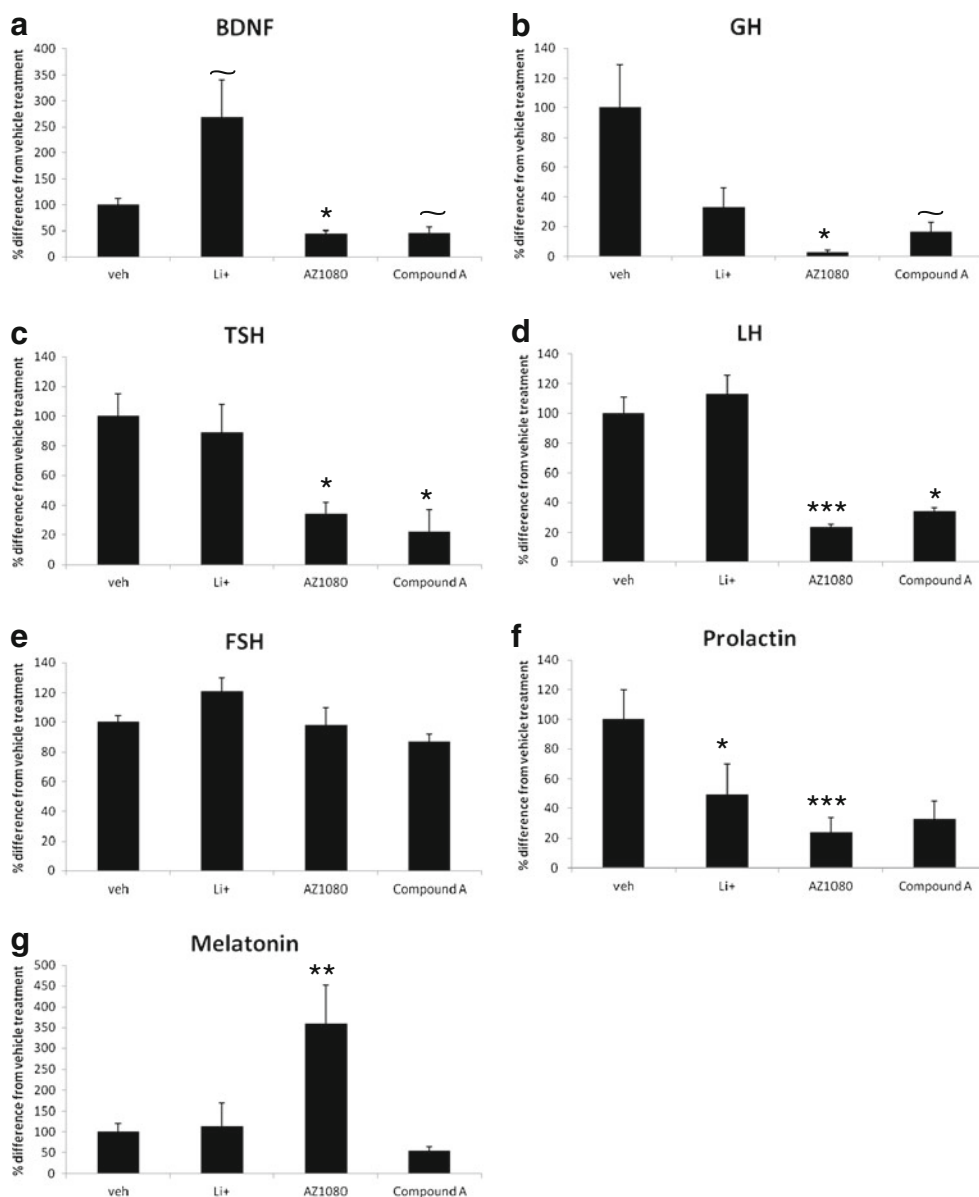 a
BDNF
% difference from vehicle treatment
400
350
300
250
200
150
100
50
0
~
*
~
veh Li+ AZ1080 Compound A
b
GH
% difference from vehicle treatment
140
120
100
80
60
40
20
0
*
~
veh Li+ AZ1080 Compound A
c
TSH
% difference from vehicle treatment
140
120
100
80
60
40
20
0
*
*
veh Li+ AZ1080 Compound A
d
LH
% difference from vehicle treatment
140
120
100
80
60
40
20
0
***
*
veh Li+ AZ1080 Compound A
e
FSH
% difference from vehicle treatment
140
120
100
80
60
40
20
0
veh Li+ AZ1080 Compound A
f
Prolactin
% difference from vehicle treatment
140
120
100
80
60
40
20
0
*
***
veh Li+ AZ1080 Compound A
g
Melatonin
% difference from vehicle treatment
500
450
400
350
300
250
200
150
100
50
0
**
veh Li+ AZ1080 Compound A